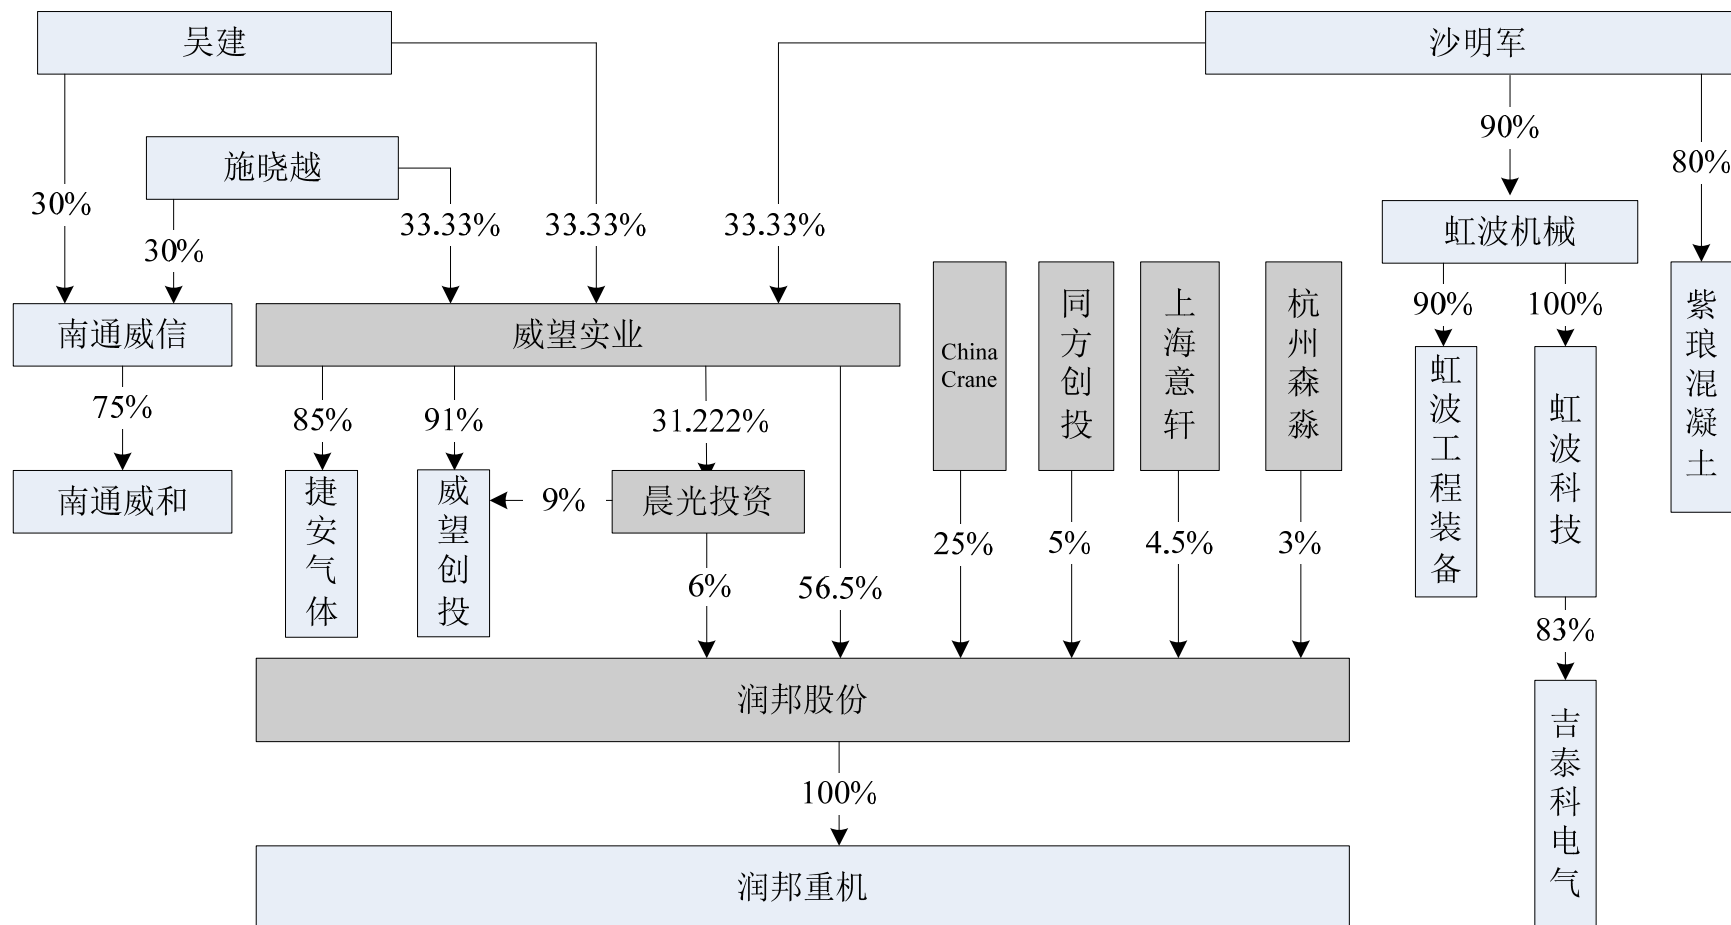 吴建
沙明军
90%
施晓越
80%
30%
33.33%
33.33%
33.33%
虹波机械
30%
南通威信
威望实业
China
Crane
同方创投
上海意轩
杭州森淼
90%
100%
紫琅混凝土
75%
85%
91%
31.222%
虹波工程装备
虹波科技
南通威和
捷安气体
威望创投
9%
晨光投资
25%
5%
4.5%
3%
6%
56.5%
83%
润邦股份
吉泰科电气
100%
润邦重机